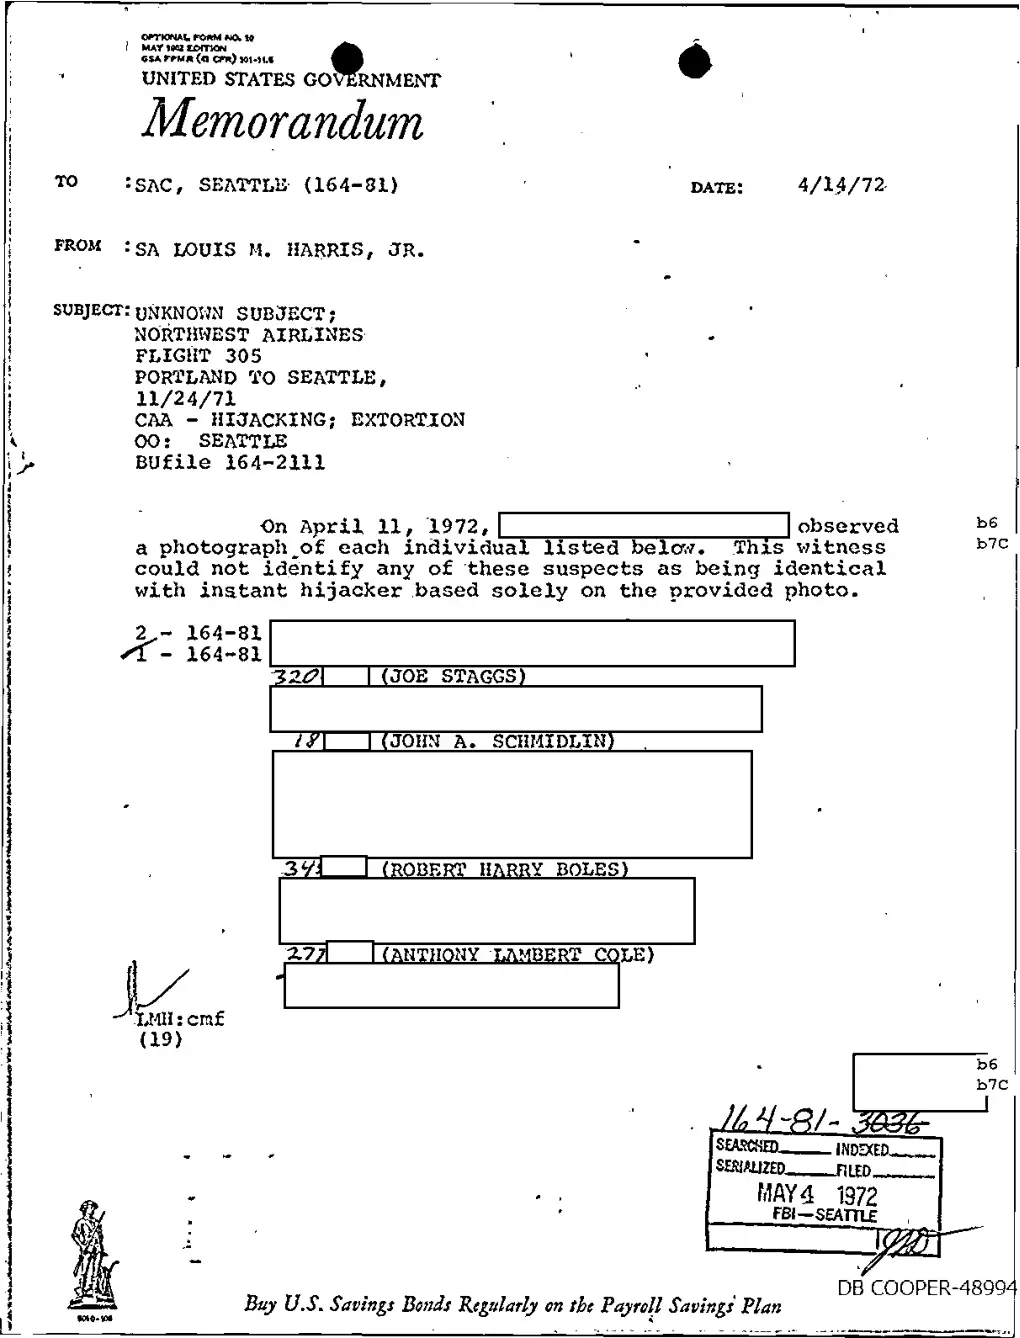 OPTIONAL FORM NO. 10
MAY 1962 EDITION
GSA FPMR (41 CFR) 101-11.6
UNITED STATES GOVERNMENT
Memorandum
TO : SAC, SEATTLE (164-81) DATE: 4/14/72
FROM : SA LOUIS M. HARRIS, JR.
SUBJECT: UNKNOWN SUBJECT;
NORTHWEST AIRLINES
FLIGHT 305
PORTLAND TO SEATTLE,
11/24/71
CAA - HIJACKING; EXTORTION
OO: SEATTLE
BUfile 164-2111
On April 11, 1972, observed b6
a photograph of each individual listed below. This witness b7C
could not identify any of these suspects as being identical
with instant hijacker based solely on the provided photo.
2 - 164-81
1 - 164-81
320 (JOE STAGGS)
18 (JOHN A. SCHMIDLIN)
(ROBERT HARRY BOLES)
277 (ANTHONY LAMBERT COLE)
LMH:cmf
(19)
b6
b7C
164-81-3036
SEARCHED INDEXED
SERIALIZED FILED
MAY 4 1972
FBI-SEATTLE
DB COOPER-48994
Buy U.S. Savings Bonds Regularly on the Payroll Savings Plan
5010-108